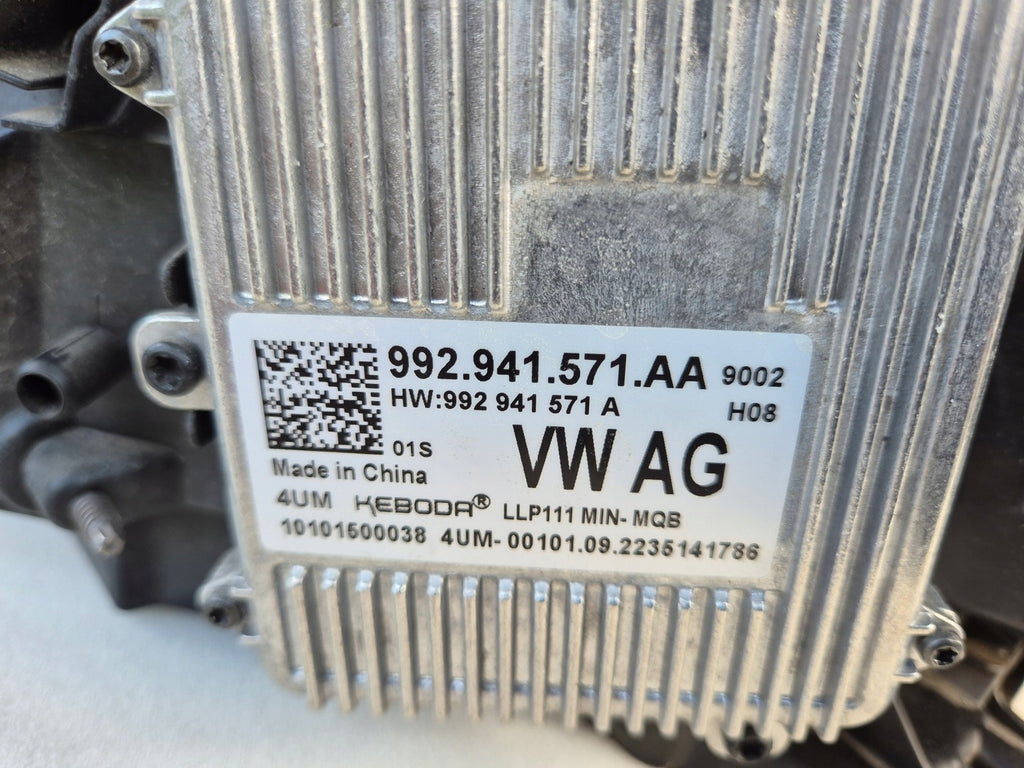 992.941.571.AA 9002
HW:992 941 571 A H08
01S VW AG
Made in China
4UM KEBODA® LLP111 MIN- MQB
10101500038 4UM- 00101.09.2235141786